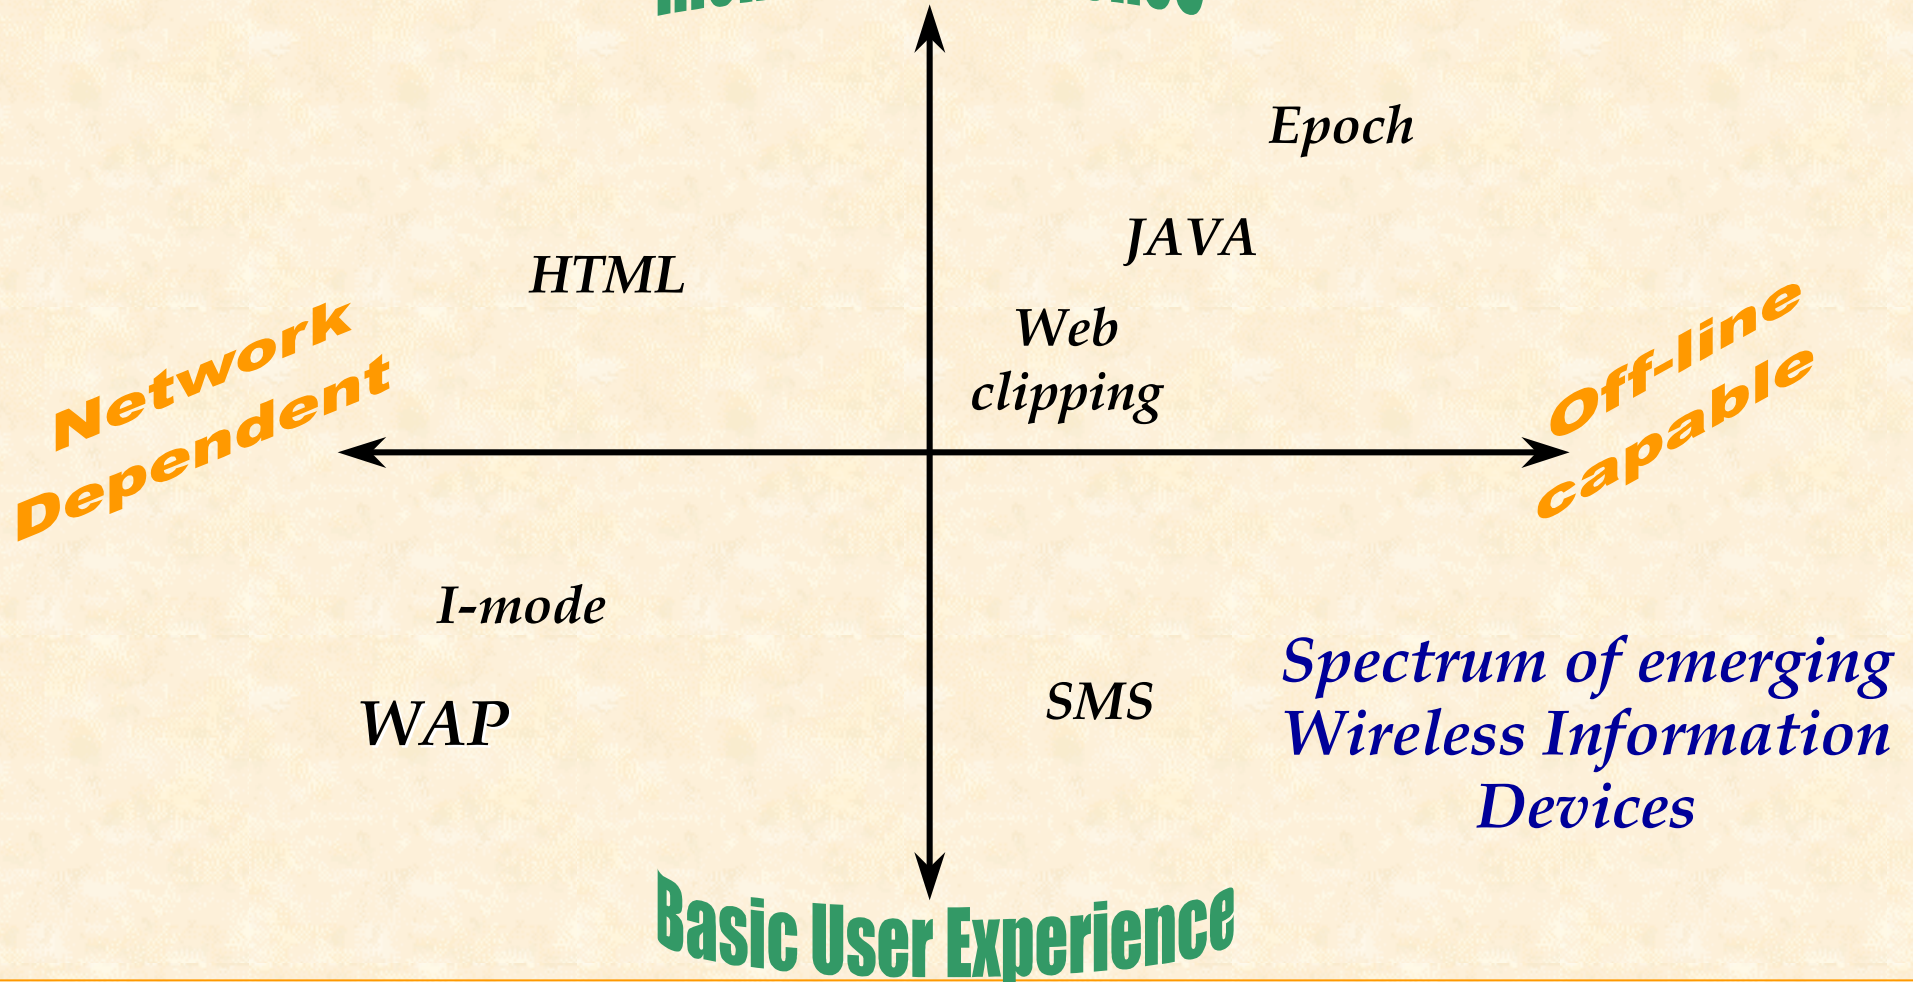 Epoch
JAVA
HTML
Web
clipping
Network
Dependent
Off-line
capable
I-mode
WAP
SMS
Spectrum of emerging
Wireless Information
Devices
Basic User Experience